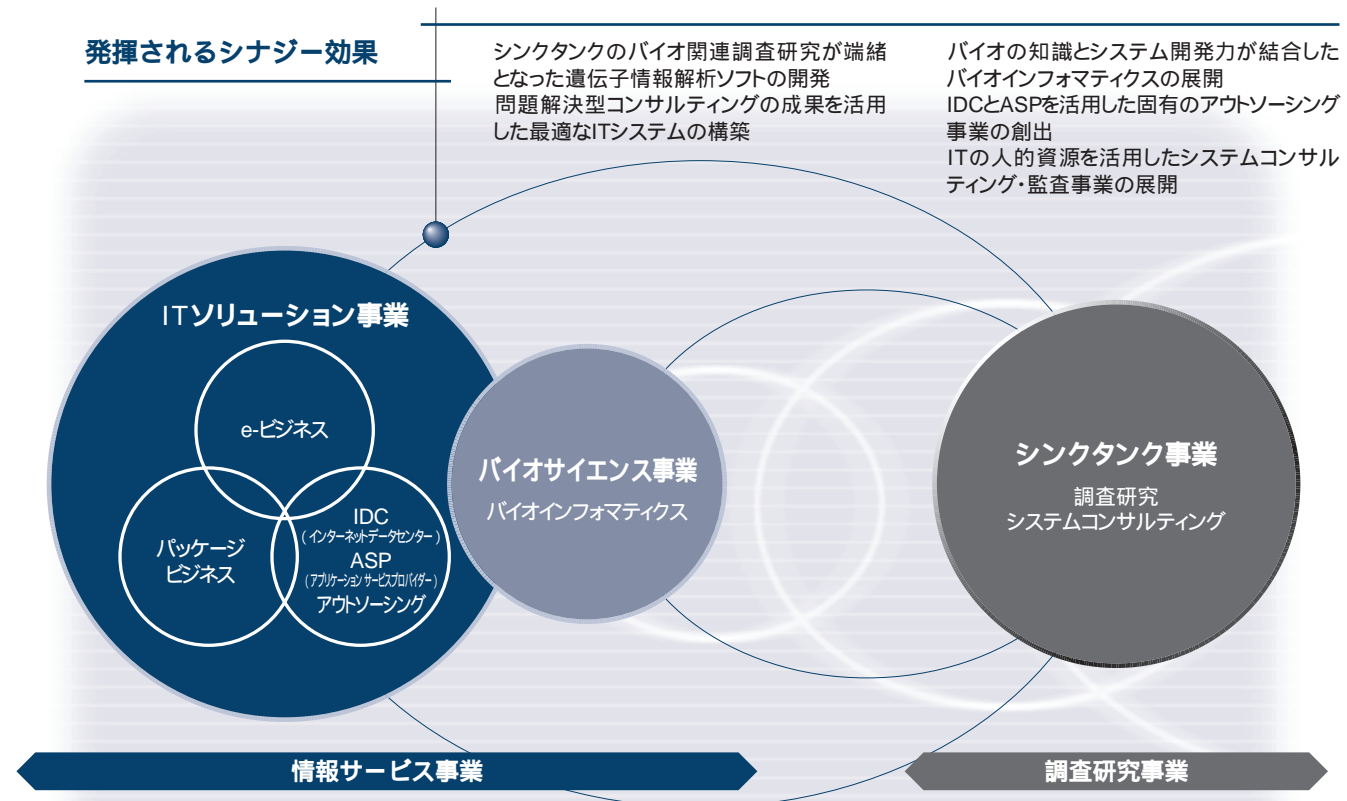 発揮されるシナジー効果
シンクタンクのバイオ関連調査研究が端緒
となった遺伝子情報解析ソフトの開発
問題解決型コンサルティングの成果を活用
した最適なITシステムの構築
バイオの知識とシステム開発力が結合した
バイオインフォマティクスの展開
IDCとASPを活用した固有のアウトソーシング
事業の創出
ITの人的資源を活用したシステムコンサル
ティング・監査事業の展開
ITソリューション事業
e-ビジネス
パッケージ
ビジネス
IDC
(インターネットデータセンター)
ASP
(アプリケーションサービスプロバイダー)
アウトソーシング
バイオサイエンス事業
バイオインフォマティクス
シンクタンク事業
調査研究
システムコンサルティング
情報サービス事業
調査研究事業